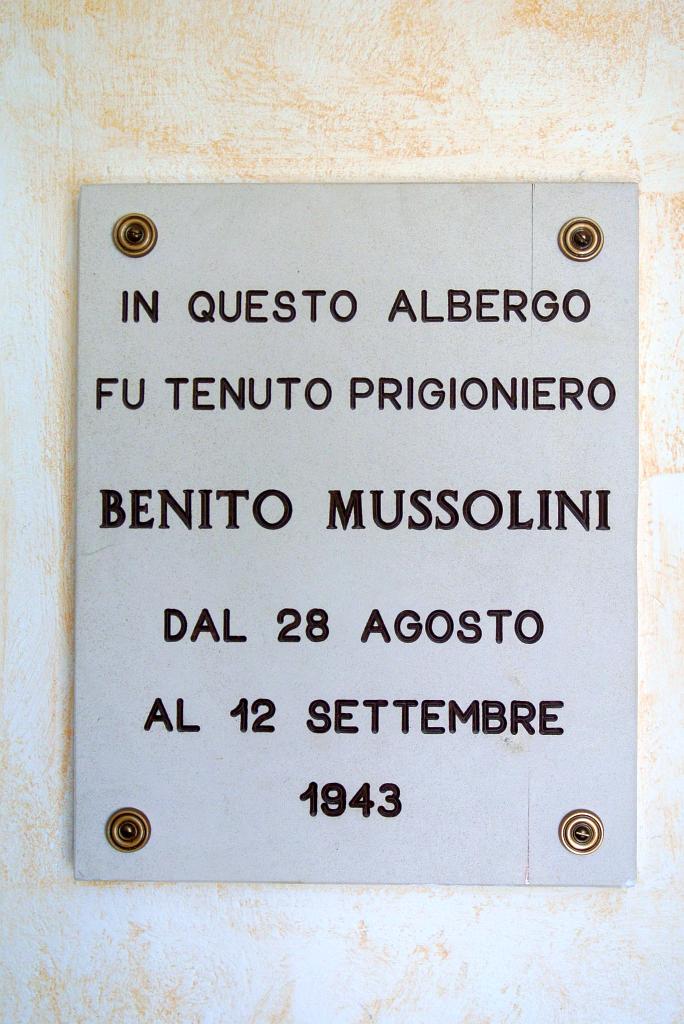 IN QUESTO ALBERGO
FU TENUTO PRIGIONIERO
BENITO MUSSOLINI
DAL 28 AGOSTO
AL 12 SETTEMBRE
1943